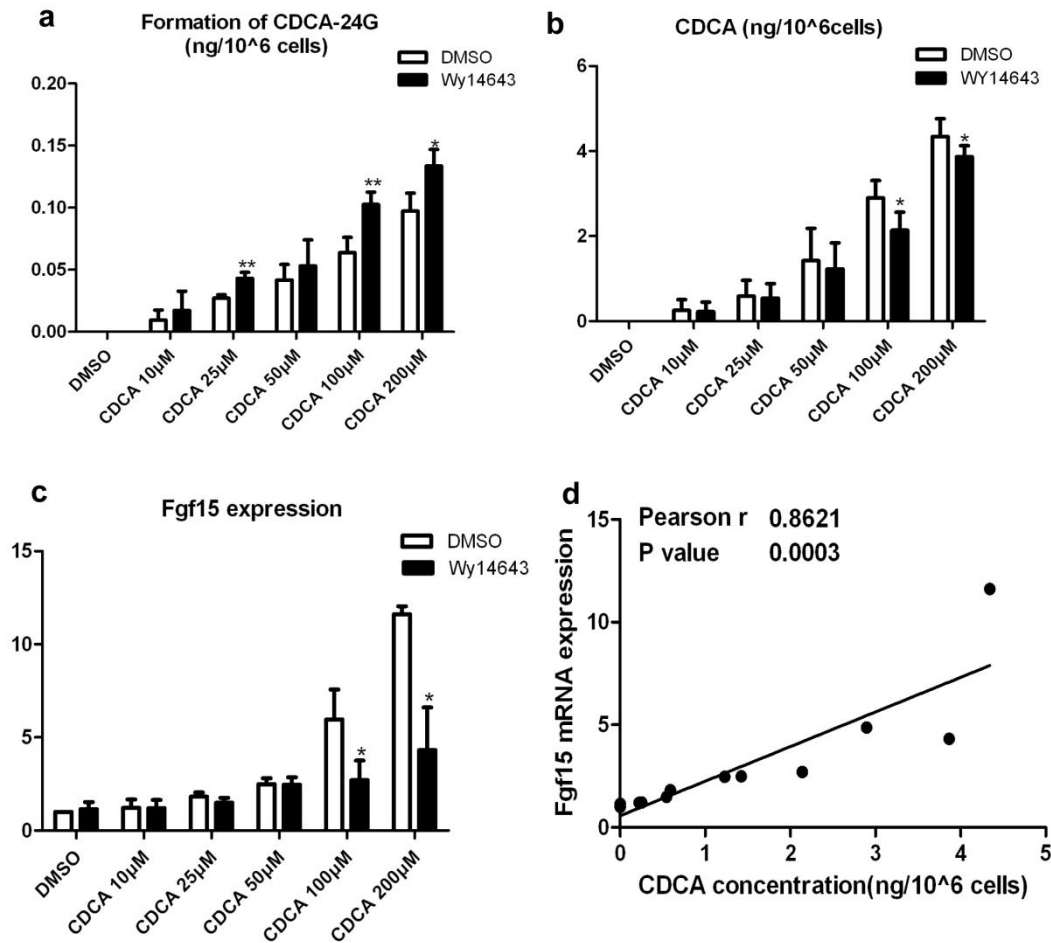 a
Formation of CDCA-24G
(ng/10^6 cells)
DMSO
Wy14643
0.20
0.15
0.10
0.05
0.00
**
**
*
DMSO
CDCA 10µM
CDCA 25µM
CDCA 50µM
CDCA 100µM
CDCA 200µM
b
CDCA (ng/10^6cells)
DMSO
WY14643
6
4
2
0
*
*
DMSO
CDCA 10µM
CDCA 25µM
CDCA 50µM
CDCA 100µM
CDCA 200µM
c
Fgf15 expression
DMSO
Wy14643
15
10
5
0
*
*
DMSO
CDCA 10µM
CDCA 25µM
CDCA 50µM
CDCA 100µM
CDCA 200µM
d
Pearson r 0.8621
P value 0.0003
Fgf15 mRNA expression
15
10
5
0
0 1 2 3 4 5
CDCA concentration(ng/10^6 cells)